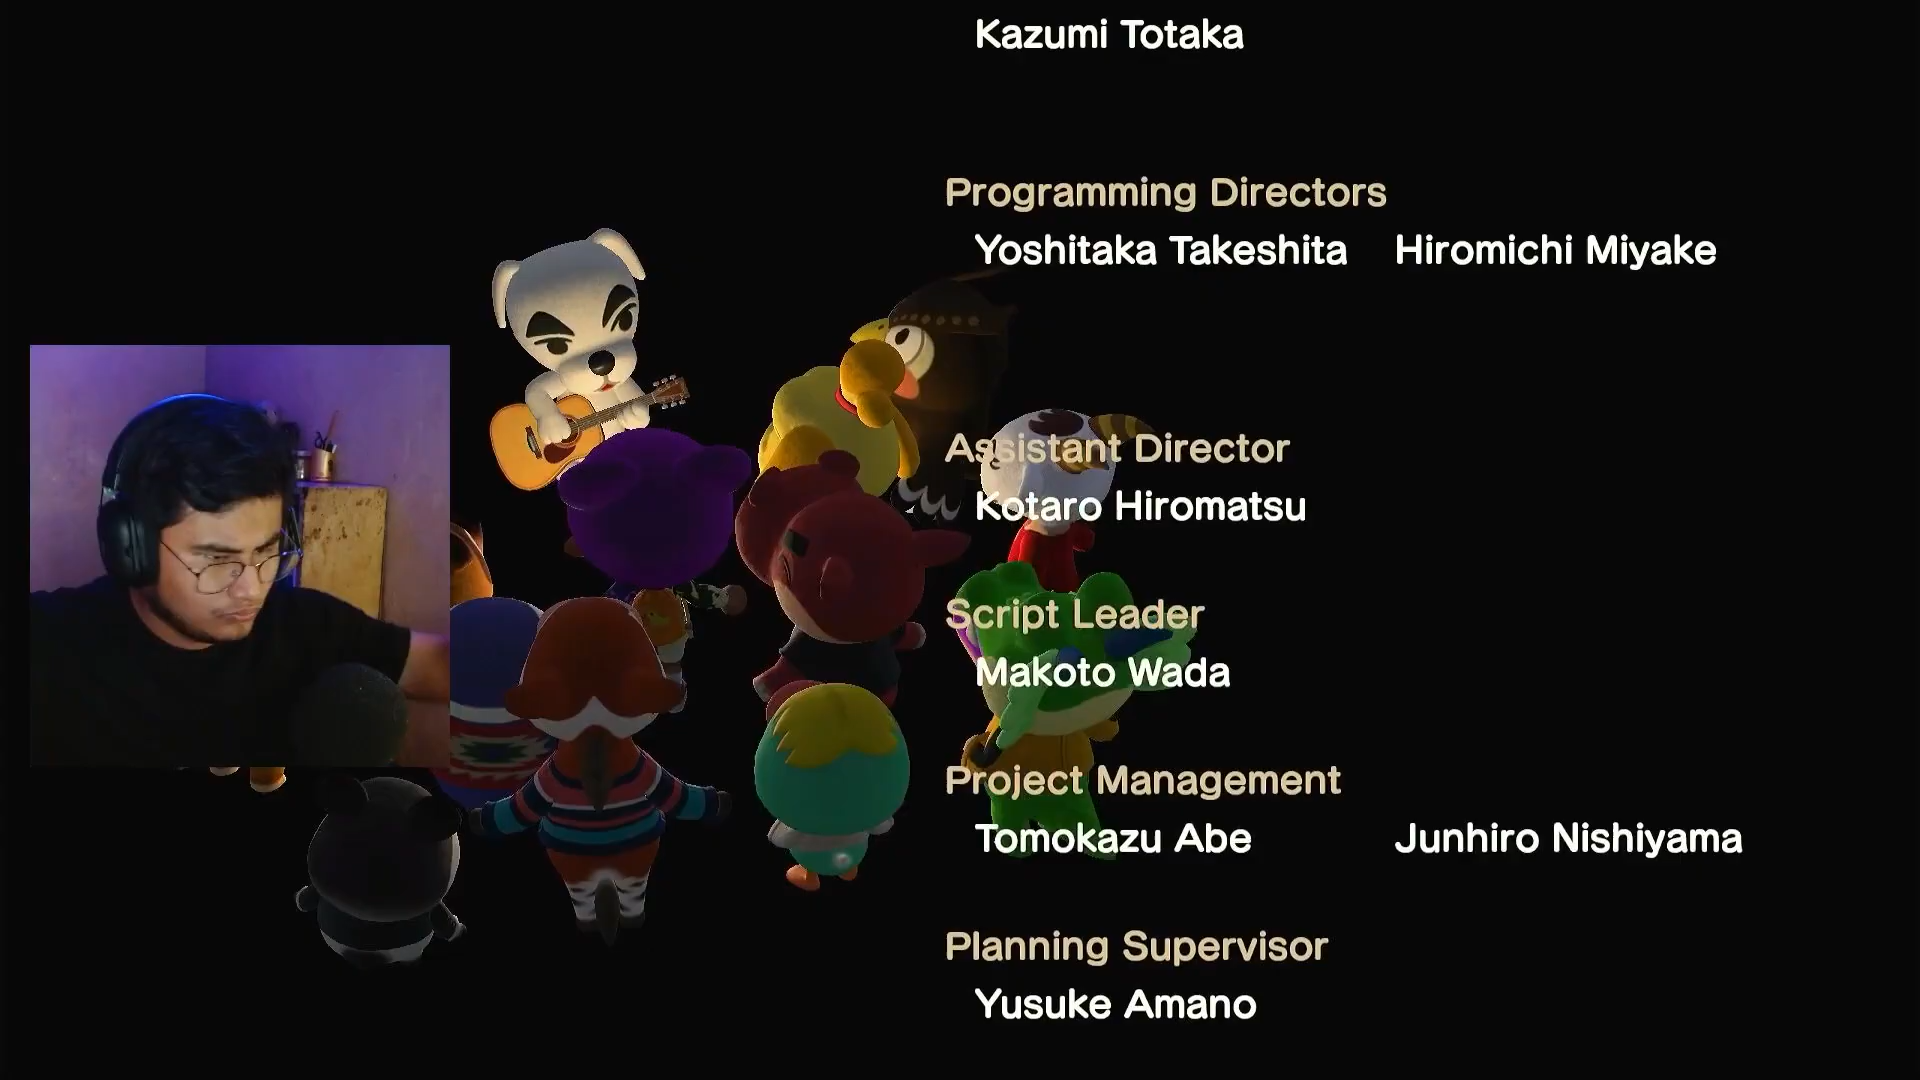 Kazumi Totaka
Programming Directors
Yoshitaka Takeshita Hiromichi Miyake
Assistant Director
Kotaro Hiromatsu
Script Leader
Makoto Wada
Project Management
Tomokazu Abe Junhiro Nishiyama
Planning Supervisor
Yusuke Amano